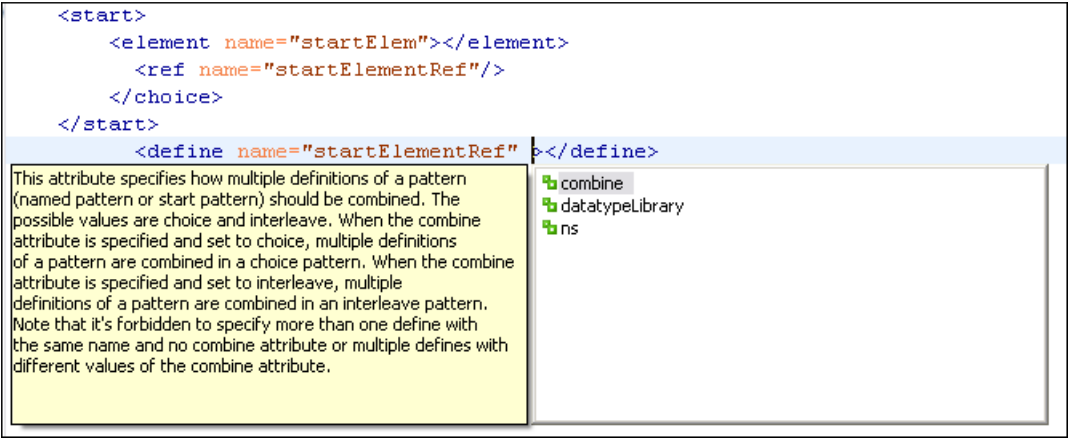 <start>
<element name="startElem"></element>
<ref name="startElementRef"/>
</choice>
</start>
<define name="startElementRef" ></define>
This attribute specifies how multiple definitions of a pattern
(named pattern or start pattern) should be combined. The
possible values are choice and interleave. When the combine
attribute is specified and set to choice, multiple definitions
of a pattern are combined in a choice pattern. When the combine
attribute is specified and set to interleave, multiple
definitions of a pattern are combined in an interleave pattern.
Note that it's forbidden to specify more than one define with
the same name and no combine attribute or multiple defines with
different values of the combine attribute.
combine
datatypeLibrary
ns